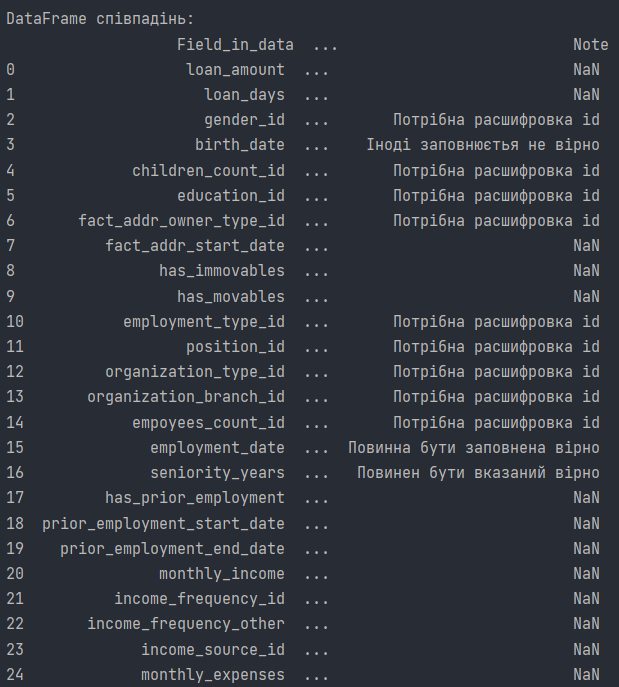 DataFrame співпадінь:
Field_in_data ... Note
0 loan_amount ... NaN
1 loan_days ... NaN
2 gender_id ... Потрібна расшифровка id
3 birth_date ... Іноді заповнюєтья не вірно
4 children_count_id ... Потрібна расшифровка id
5 education_id ... Потрібна расшифровка id
6 fact_addr_owner_type_id ... Потрібна расшифровка id
7 fact_addr_start_date ... NaN
8 has_immovables ... NaN
9 has_movables ... NaN
10 employment_type_id ... Потрібна расшифровка id
11 position_id ... Потрібна расшифровка id
12 organization_type_id ... Потрібна расшифровка id
13 organization_branch_id ... Потрібна расшифровка id
14 empoyees_count_id ... Потрібна расшифровка id
15 employment_date ... Повинна бути заповнена вірно
16 seniority_years ... Повинен бути вказаний вірно
17 has_prior_employment ... NaN
18 prior_employment_start_date ... NaN
19 prior_employment_end_date ... NaN
20 monthly_income ... NaN
21 income_frequency_id ... NaN
22 income_frequency_other ... NaN
23 income_source_id ... NaN
24 monthly_expenses ... NaN